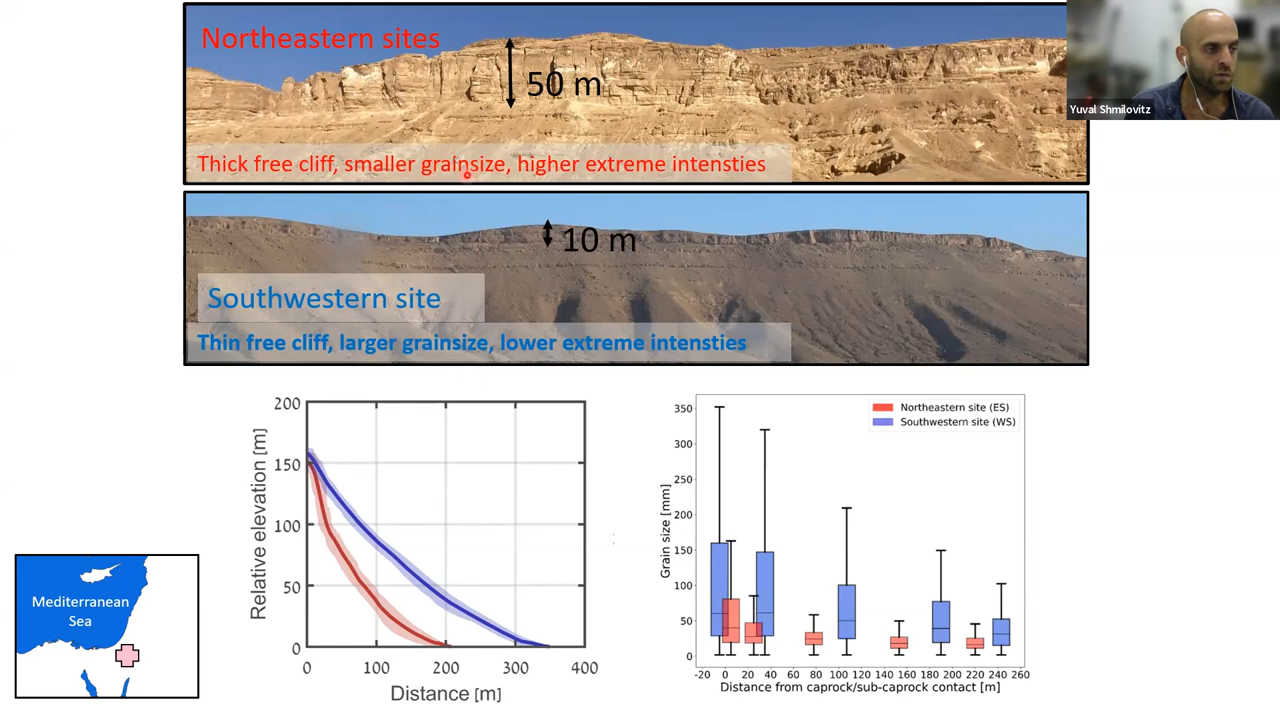 Northeastern sites
50 m
Thick free cliff, smaller grainsize, higher extreme intensties
Yuval Shmilovitz
10 m
Southwestern site
Thin free cliff, larger grainsize, lower extreme intensties
Mediterranean
Sea
Relative elevation [m]
200
150
100
50
0
0 100 200 300 400
Distance [m]
Grain size [mm]
350
300
250
200
150
100
50
0
Northeastern site (ES)
Southwestern site (WS)
-20 0 20 40 60 80 100 120 140 160 180 200 220 240 260
Distance from caprock/sub-caprock contact [m]